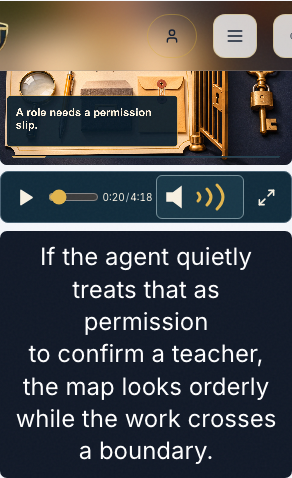 A role needs a permission
slip.
0:20/4:18
If the agent quietly
treats that as
permission
to confirm a teacher,
the map looks orderly
while the work crosses
a boundary.